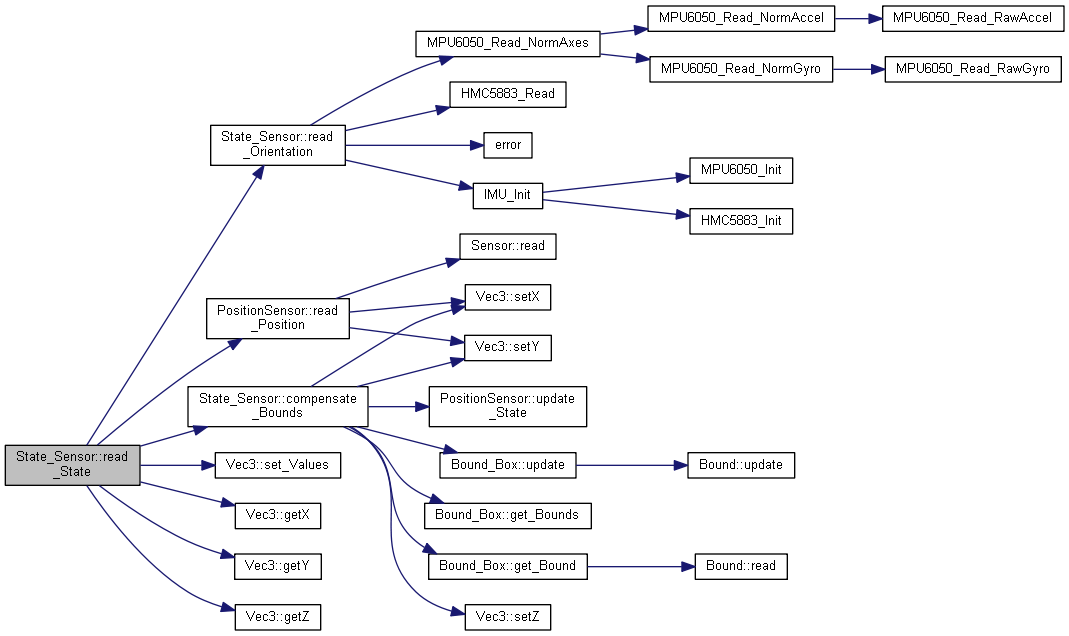 MPU6050_Read_NormAccel
MPU6050_Read_RawAccel
MPU6050_Read_NormAxes
MPU6050_Read_NormGyro
MPU6050_Read_RawGyro
HMC5883_Read
State_Sensor::read
_Orientation
error
MPU6050_Init
IMU_Init
HMC5883_Init
Sensor::read
Vec3::setX
PositionSensor::read
_Position
Vec3::setY
State_Sensor::compensate
_Bounds
PositionSensor::update
_State
State_Sensor::read
_State
Vec3::set_Values
Bound_Box::update
Bound::update
Vec3::getX
Bound_Box::get_Bounds
Vec3::getY
Bound_Box::get_Bound
Bound::read
Vec3::getZ
Vec3::setZ